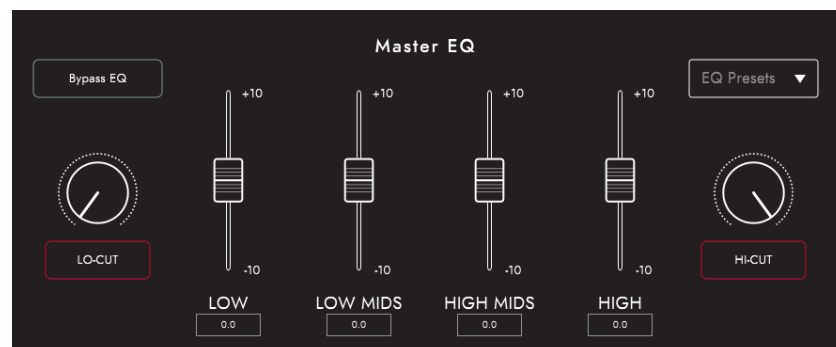 Master EQ
Bypass EQ
EQ Presets
+10 +10 +10 +10
LO-CUT
HI-CUT
-10 -10 -10 -10
LOW LOW MIDS HIGH MIDS HIGH
0.0 0.0 0.0 0.0